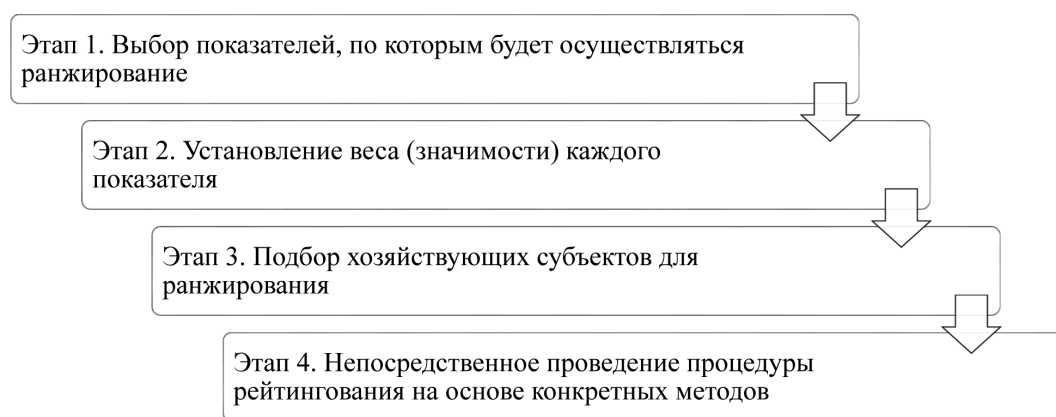 Этап 1. Выбор показателей, по которым будет осуществляться
ранжирование
Этап 2. Установление веса (значимости) каждого
показателя
Этап 3. Подбор хозяйствующих субъектов для
ранжирования
Этап 4. Непосредственное проведение процедуры
рейтингования на основе конкретных методов